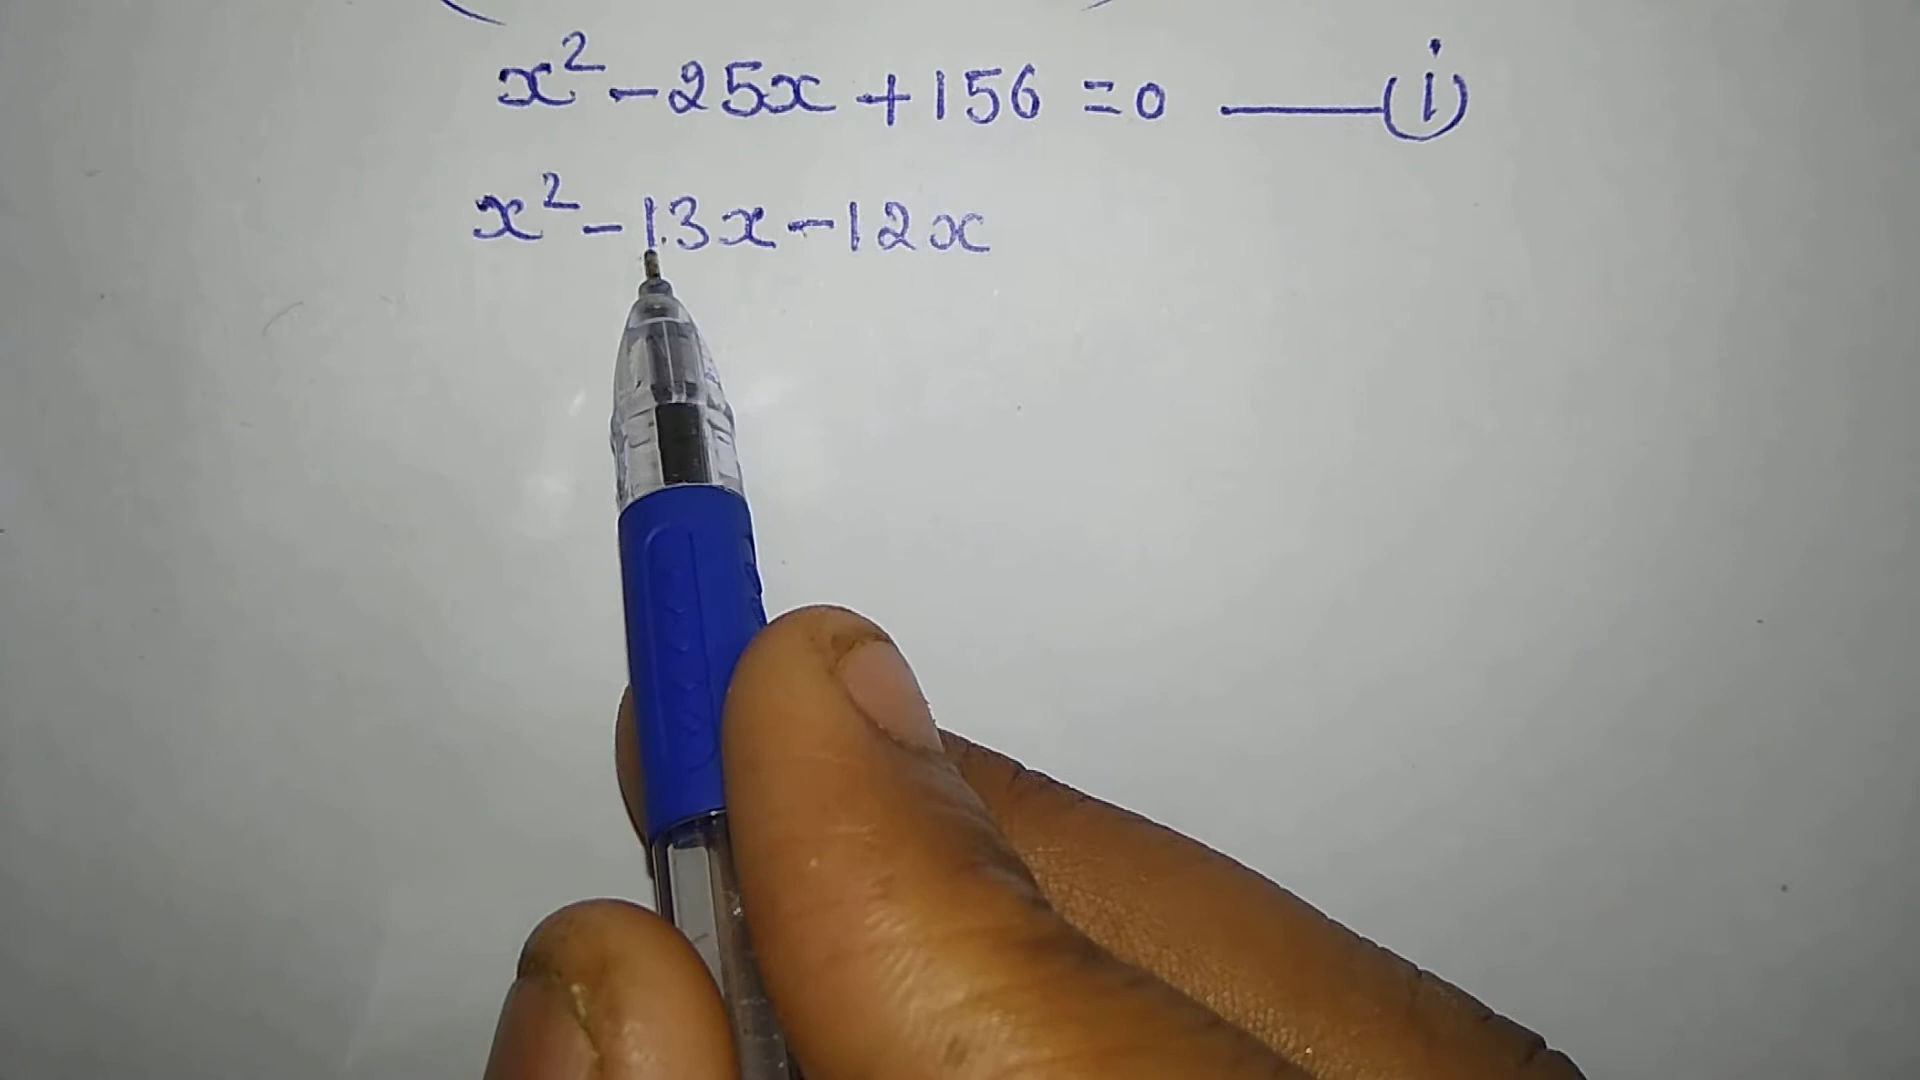 x² - 25x + 156 = 0 —— (i)
x² - 13x - 12x